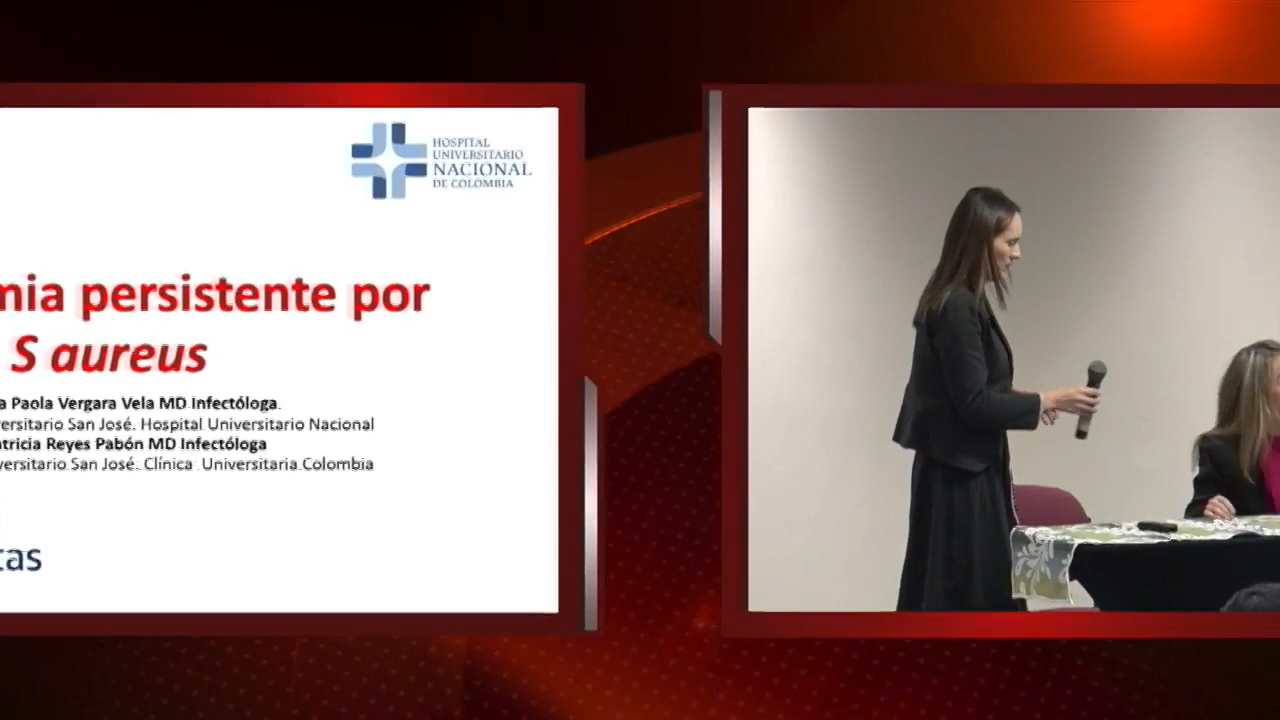 HOSPITAL
UNIVERSITARIO
NACIONAL
DE COLOMBIA
mia persistente por
S aureus
a Paola Vergara Vela MD Infectóloga.
ersitario San José. Hospital Universitario Nacional
atricia Reyes Pabón MD Infectóloga
versitario San José. Clínica Universitaria Colombia
tas